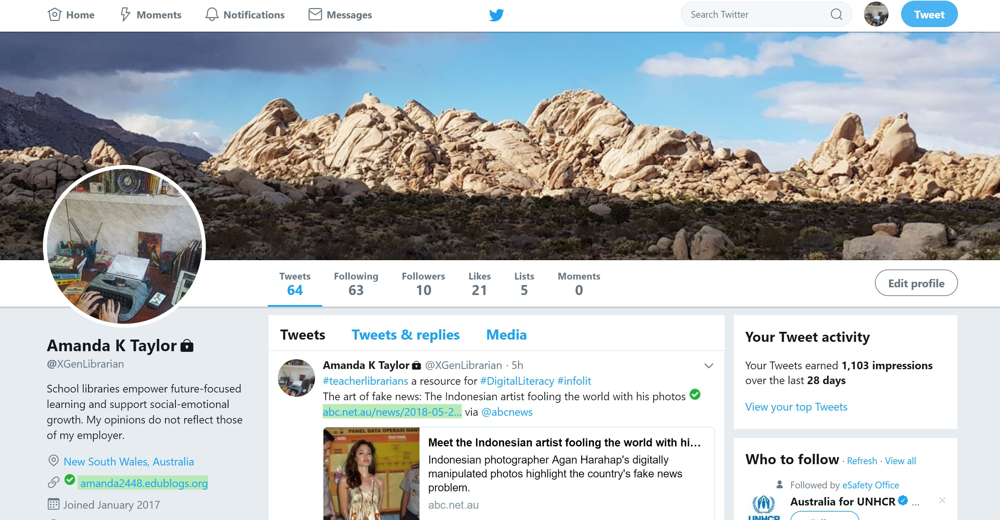 Home
Moments
Notifications
Messages
Search Twitter
Tweet
Tweets
64
Following
63
Followers
10
Likes
21
Lists
5
Moments
0
Edit profile
Amanda K Taylor
@XGenLibrarian
School libraries empower future-focused
learning and support social-emotional
growth. My opinions do not reflect those
of my employer.
New South Wales, Australia
amanda2448.edublogs.org
Joined January 2017
Tweets Tweets & replies Media
Amanda K Taylor @XGenLibrarian · 5h
#teacherlibrarians a resource for #DigitalLiteracy #infolit
The art of fake news: The Indonesian artist fooling the world with his photos
abc.net.au/news/2018-05-2... via @abcnews
PANEL DATA OPERASI
Meet the Indonesian artist fooling the world with hi...
Indonesian photographer Agan Harahap's digitally
manipulated photos highlight the country's fake news
problem.
abc.net.au
Your Tweet activity
Your Tweets earned 1,103 impressions
over the last 28 days
View your top Tweets
Who to follow · Refresh · View all
Followed by eSafety Office
Australia for UNHCR ...
UNHCR